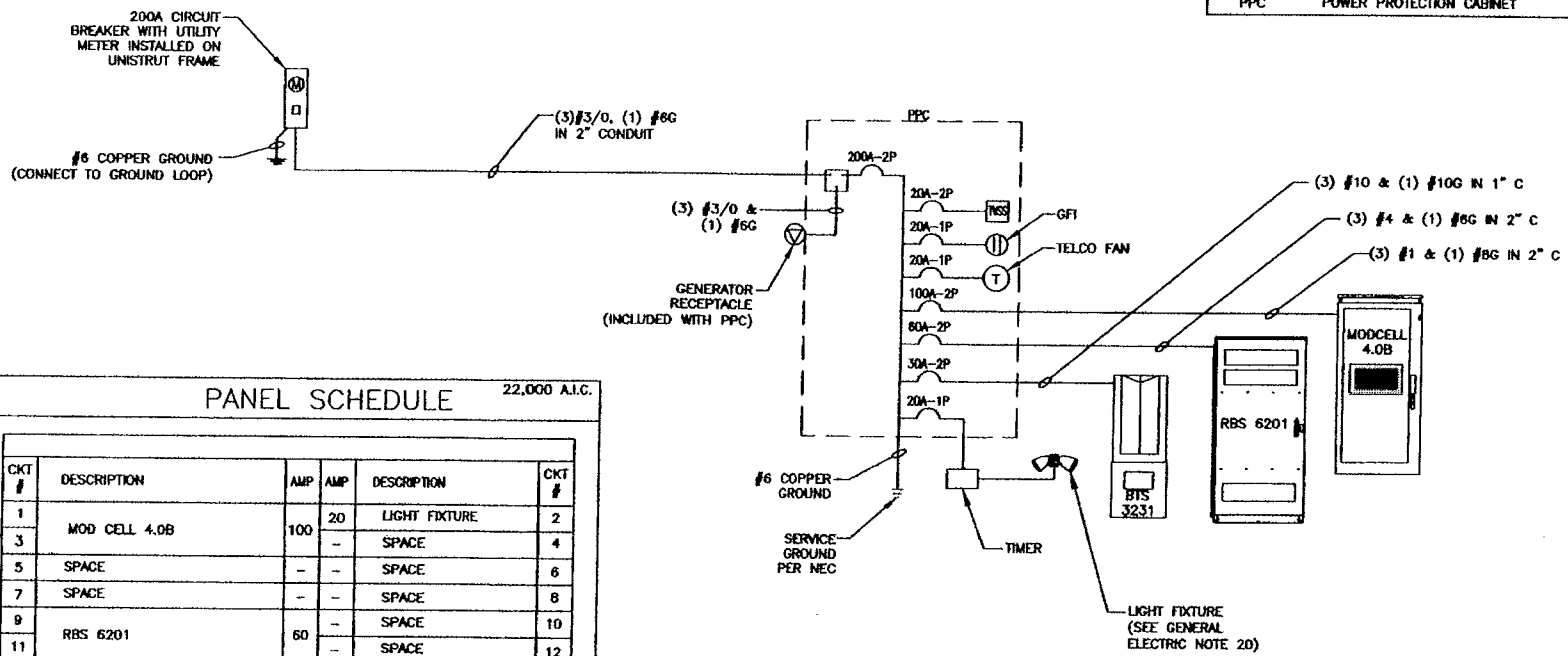 PPC POWER PROTECTION CABINET
200A CIRCUIT
BREAKER WITH UTILITY
METER INSTALLED ON
UNISTRUT FRAME
M
#6 COPPER GROUND
(CONNECT TO GROUND LOOP)
(3)#3/0, (1) #6G
IN 2" CONDUIT
PPC
200A-2P
(3) #3/0 &
(1) #6G
GENERATOR
RECEPTACLE
(INCLUDED WITH PPC)
20A-2P
TVSS
20A-1P
GFI
20A-1P
T
TELCO FAN
100A-2P
60A-2P
30A-2P
20A-1P
(3) #10 & (1) #10G IN 1" C
(3) #4 & (1) #6G IN 2" C
(3) #1 & (1) #8G IN 2" C
MODCELL
4.0B
RBS 6201
BTS
3231
#6 COPPER
GROUND
SERVICE
GROUND
PER NEC
TIMER
LIGHT FIXTURE
(SEE GENERAL
ELECTRIC NOTE 20)
PANEL SCHEDULE
22,000 A.I.C.
CKT # DESCRIPTION AMP AMP DESCRIPTION CKT #
1 MOD CELL 4.0B 100 20 LIGHT FIXTURE 2
3 - SPACE 4
5 SPACE - - SPACE 6
7 SPACE - - SPACE 8
9 RBS 6201 60 - SPACE 10
11 - SPACE 12